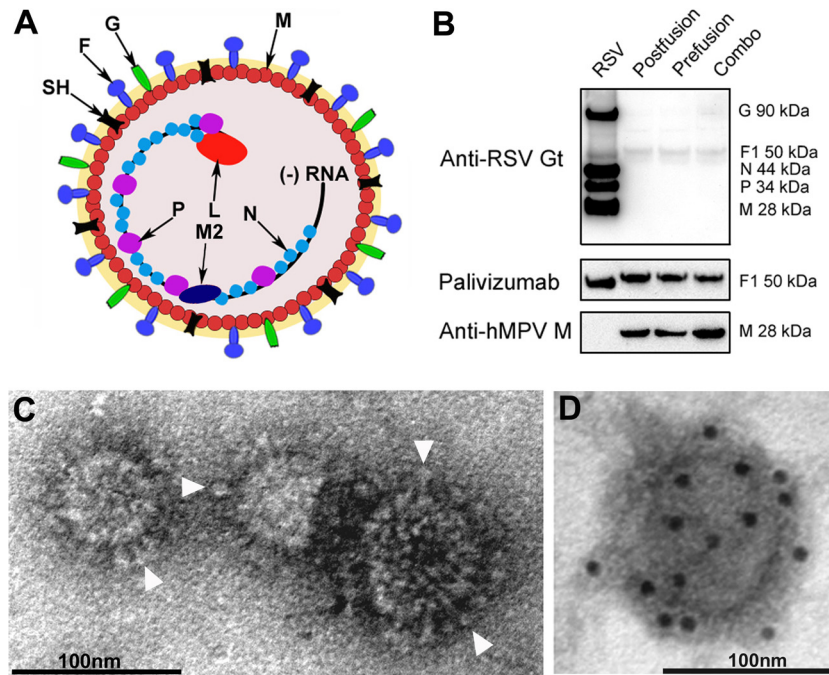 A
G
M
F
SH
(-) RNA
P
L
N
M2
B
RSV
Postfusion
Prefusion
Combo
Anti-RSV Gt
G 90 kDa
F1 50 kDa
N 44 kDa
P 34 kDa
M 28 kDa
Palivizumab
F1 50 kDa
Anti-hMPV M
M 28 kDa
C
100nm
D
100nm